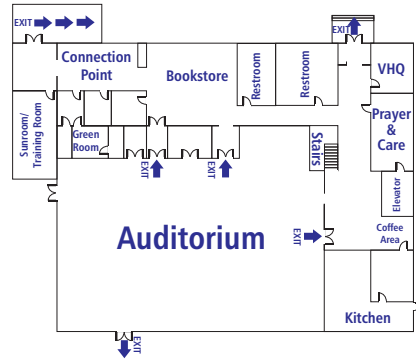 EXIT
EXIT
Connection
Point
Bookstore
Restroom
Restroom
VHQ
Sunroom/
Training Room
Green
Room
Prayer
& Care
Stairs
EXIT
EXIT
Elevator
Auditorium
EXIT
Coffee
Area
Kitchen
EXIT